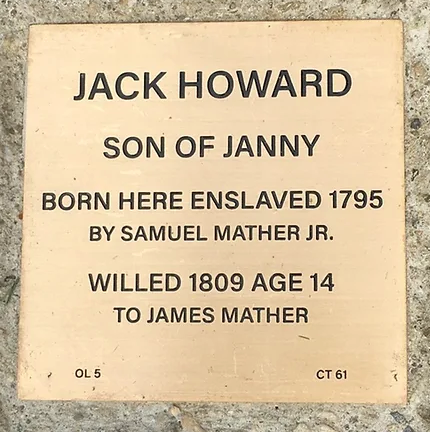 JACK HOWARD
SON OF JANNY
BORN HERE ENSLAVED 1795
BY SAMUEL MATHER JR.
WILLED 1809 AGE 14
TO JAMES MATHER
OL 5 CT 61